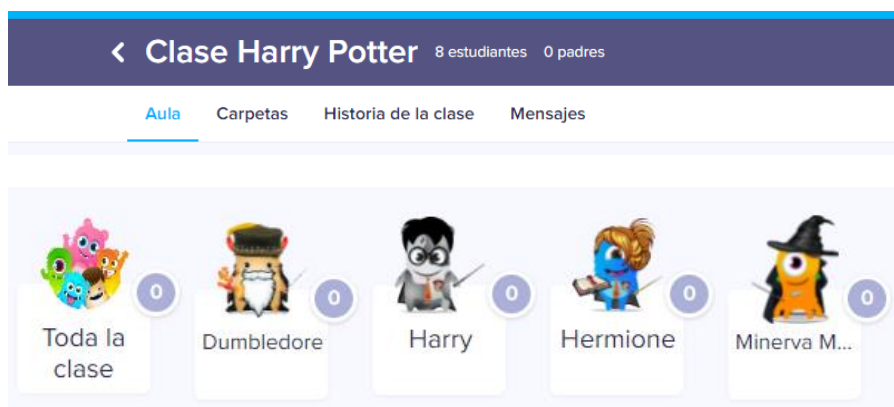 Clase Harry Potter 8 estudiantes 0 padres
Aula Carpetas Historia de la clase Mensajes
0 0 0 0 0
Toda la clase
Dumbledore
Harry
Hermione
Minerva M...